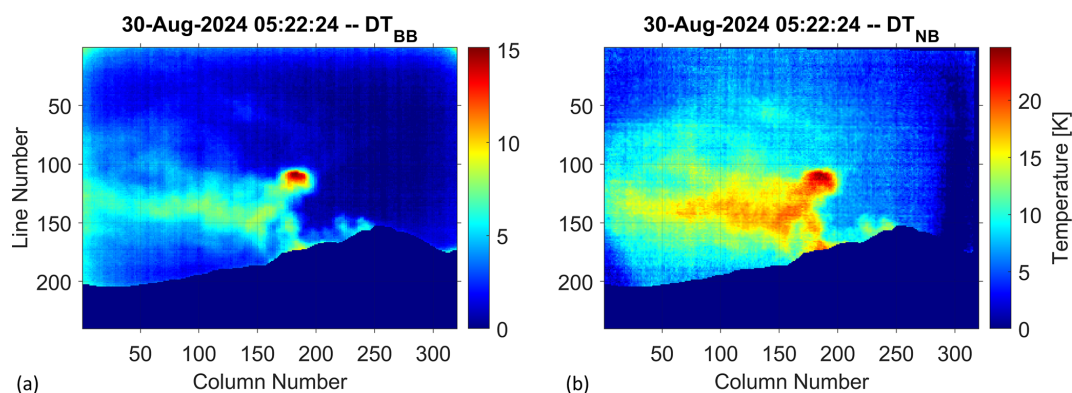 30-Aug-2024 05:22:24 -- DT_BB
15
10
5
0
50
100
150
200
Line Number
50 100 150 200 250 300
Column Number
(a)
30-Aug-2024 05:22:24 -- DT_NB
20
15
10
5
0
Temperature [K]
50
100
150
200
50 100 150 200 250 300
Column Number
(b)